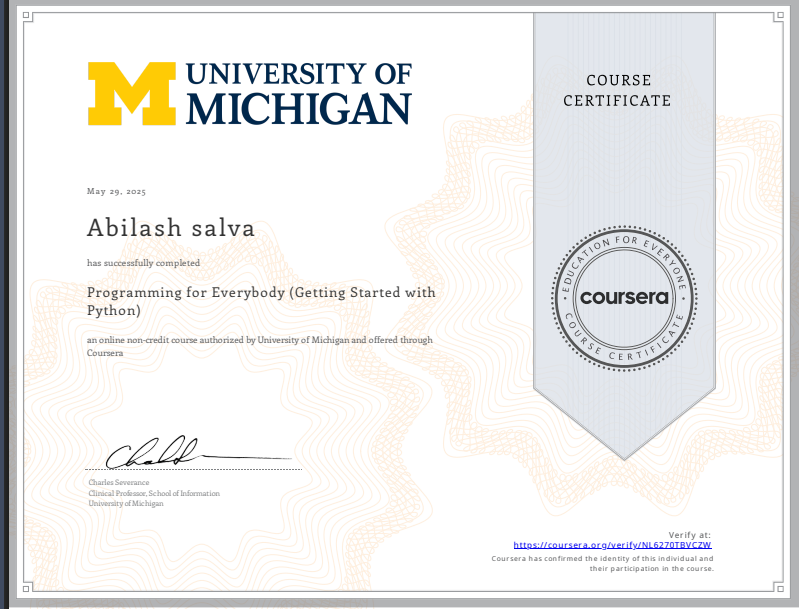 UNIVERSITY OF
MICHIGAN
COURSE
CERTIFICATE
May 29, 2025
Abilash salva
has successfully completed
Programming for Everybody (Getting Started with
Python)
an online non-credit course authorized by University of Michigan and offered through
Coursera
EDUCATION FOR EVERYONE
coursera
COURSE CERTIFICATE
Charles Severance
Clinical Professor, School of Information
University of Michigan
Verify at:
https://coursera.org/verify/NL6270TBVCZW
Coursera has confirmed the identity of this individual and
their participation in the course.